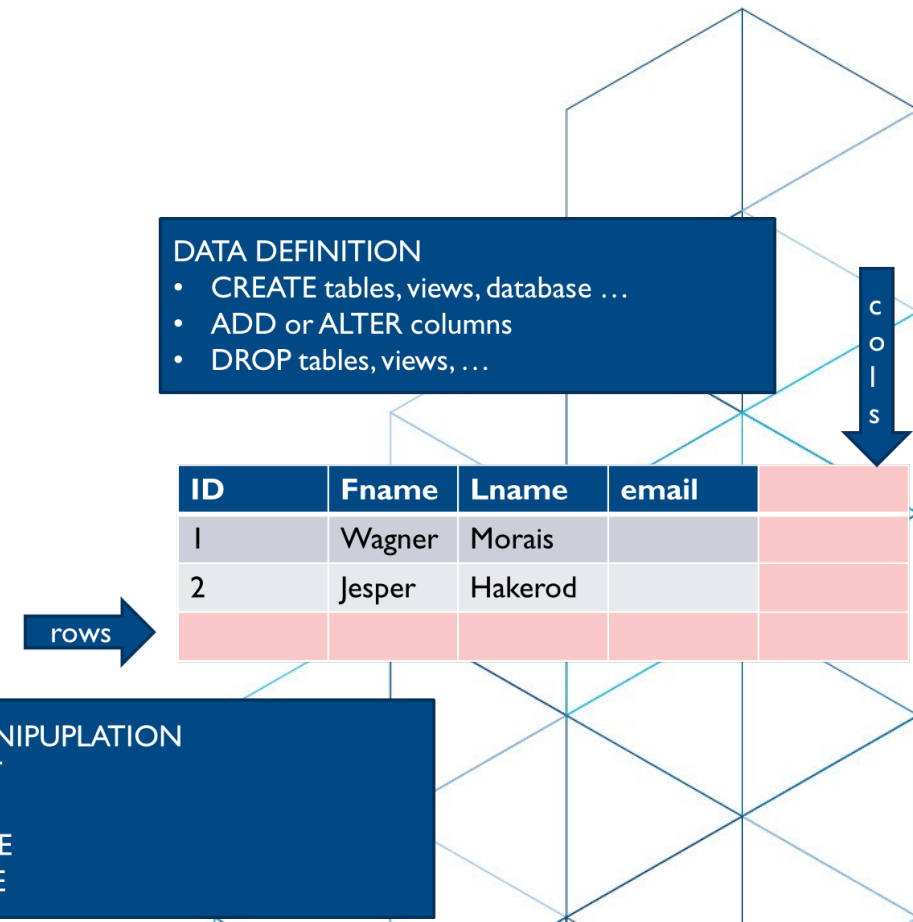 DATA DEFINITION
• CREATE tables, views, database …
• ADD or ALTER columns
• DROP tables, views, …
cols
ID Fname Lname email
1 Wagner Morais
2 Jesper Hakerod
rows
NIPUPLATION
E
E